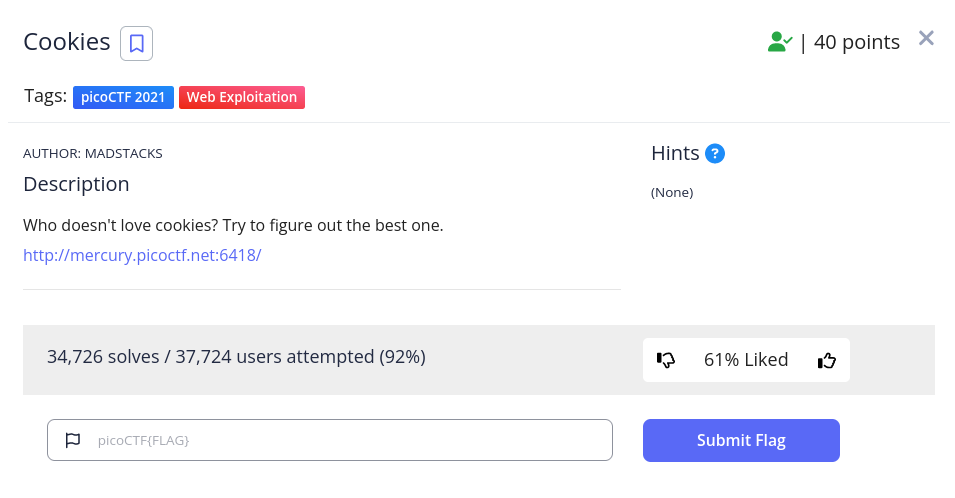 Cookies
| 40 points
Tags: picoCTF 2021 Web Exploitation
AUTHOR: MADSTACKS
Description
Who doesn't love cookies? Try to figure out the best one.
http://mercury.picoctf.net:6418/
Hints ?
(None)
34,726 solves / 37,724 users attempted (92%)
61% Liked
picoCTF{FLAG}
Submit Flag